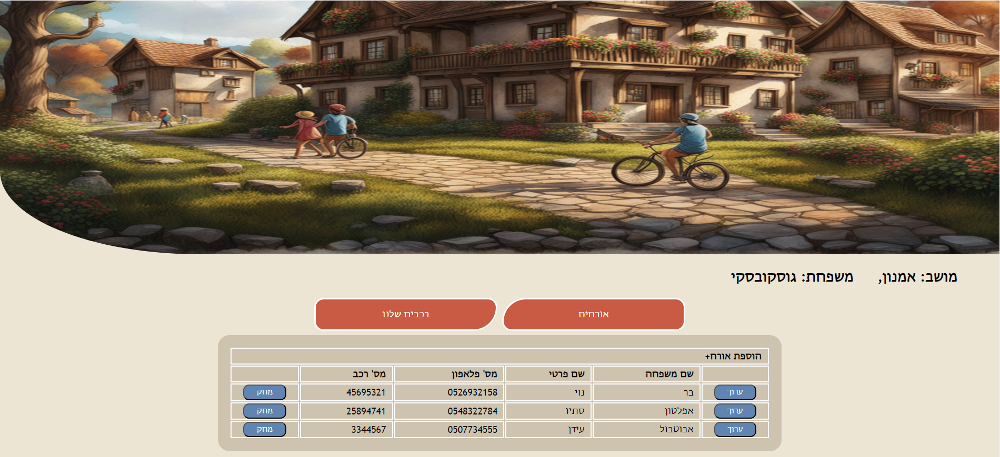 מושב: אמנון, משפחת: גוסקובסקי
אורחים רכבים שלנו
הוספת אורח+
שם משפחה שם פרטי מס' פלאפון מס' רכב
ערוך בר נוי 0526932158 45695321 מחק
ערוך אפלטון סתיו 0548322784 25894741 מחק
ערוך אבוטבול עידן 0507734555 3344567 מחק